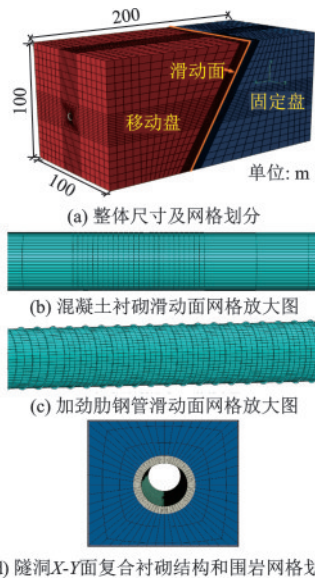 200
100
滑动面
固定盘
移动盘
100
单位: m
(a) 整体尺寸及网格划分
(b) 混凝土衬砌滑动面网格放大图
(c) 加劲肋钢管滑动面网格放大图
) 隧洞X-Y面复合衬砌结构和围岩网格划